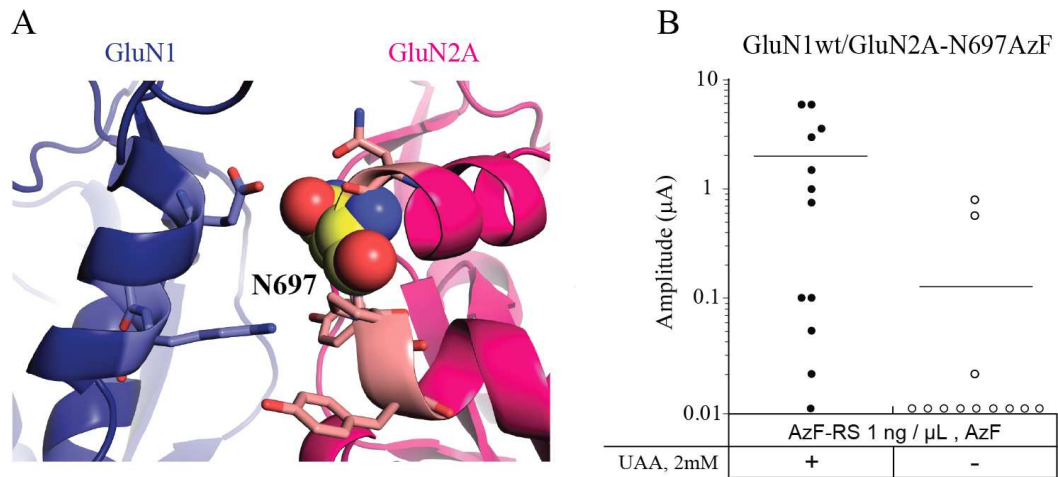 A
GluN1
GluN2A
N697
B
GluN1wt/GluN2A-N697AzF
Amplitude (µA)
10
1
0.1
0.01
AzF-RS 1 ng / µL , AzF
UAA, 2mM
+
-